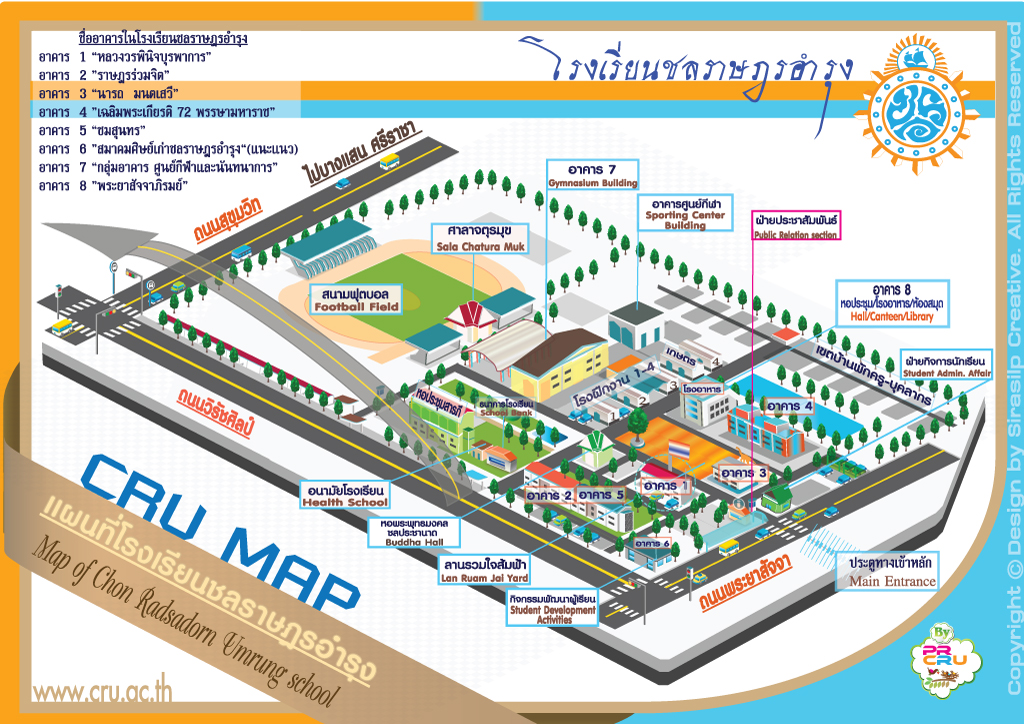 ชื่ออาคารในโรงเรียนชลราษฎรอำรุง
อาคาร 1 "หลวงวรพินิจบุรพาการ"
อาคาร 2 "ราษฎร์ร่วมจิต"
อาคาร 3 "นารถ มนตเสวี"
อาคาร 4 "เฉลิมพระเกียรติ 72 พรรษามหาราช"
อาคาร 5 "ชมสุนทร"
อาคาร 6 "สมาคมศิษย์เก่าชลราษฎรอำรุง"(แนะแนว)
อาคาร 7 "กลุ่มอาคาร ศูนย์กีฬาและนันทนาการ"
อาคาร 8 "พระยาสัจจาภิรมย์"
โรงเรียนชลราษฎรอำรุง
ไปบางแสน ศรีราชา
ถนนสุขุมวิท
อาคาร 7
Gymnasium Building
อาคารศูนย์กีฬา
Sporting Center
Building
ฝ่ายประชาสัมพันธ์
Public Relation section
ศาลาจตุรมุข
Sala Chatura Muk
สนามฟุตบอล
Football Field
อาคาร 8
หอประชุม/โรงอาหาร/ห้องสมุด
Hall/Canteen/Library
ฝ่ายกิจการนักเรียน
Student Admin. Affair
เขตบ้านพักครู-บุคลากร
เกษตร
4
โรงฝึกงาน 1-4
3
2
1
โรงอาหาร
อาคาร 4
หอประชุมสารภี
ธนาคารโรงเรียน
School Bank
ถนนวิรัชศิลป์
อาคาร 3
อาคาร 1
อาคาร 2
อาคาร 5
อาคาร 6
อนามัยโรงเรียน
Health School
หอพระพุทธมงคล
ชลประชานาถ
Buddha Hall
ลานรวมใจสัมฟ้า
Lan Ruam Jai Yard
กิจกรรมพัฒนาผู้เรียน
Student Development
Activities
ถนนพระยาสัจจา
ประตูทางเข้าหลัก
Main Entrance
CRU MAP
แผนที่โรงเรียนชลราษฎรอำรุง
Map of Chon Radsadorn Umrung school
www.cru.ac.th
By
PR
CRU
Copyright © Design by Siraslip Creative. All Rights Reserved